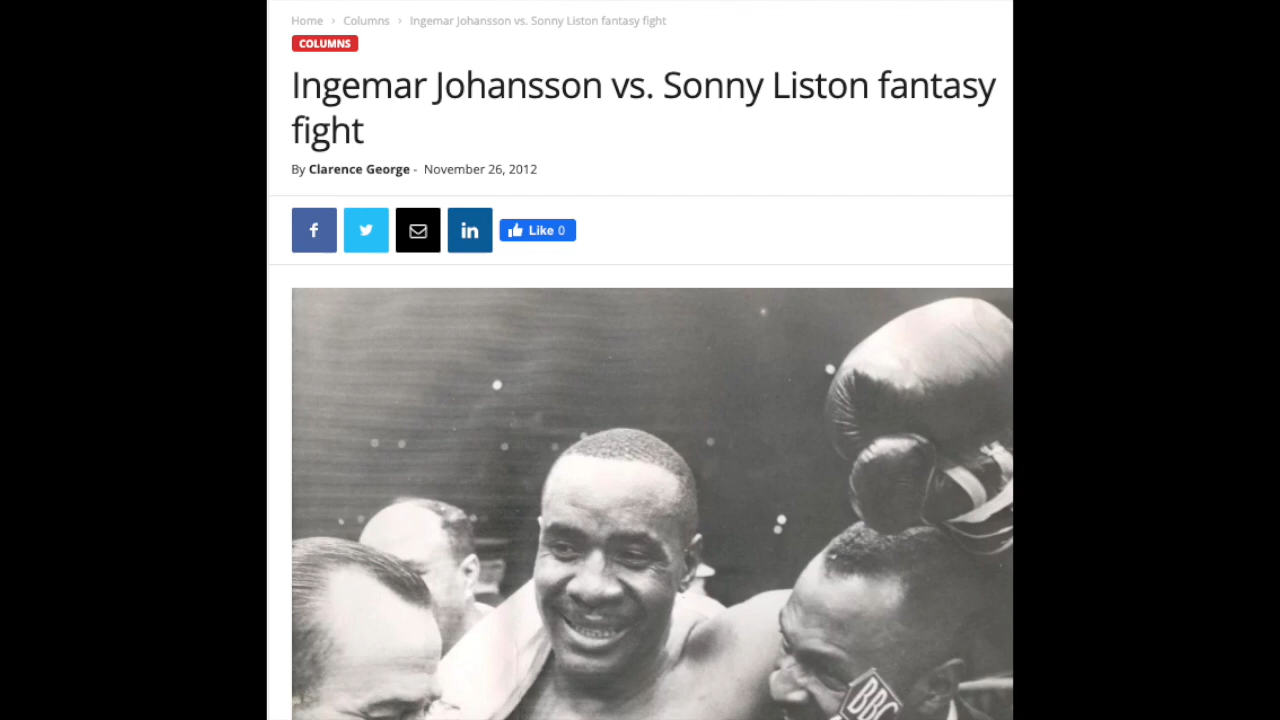 Home › Columns › Ingemar Johansson vs. Sonny Liston fantasy fight
COLUMNS
Ingemar Johansson vs. Sonny Liston fantasy
fight
By Clarence George - November 26, 2012
f in Like 0
BBC